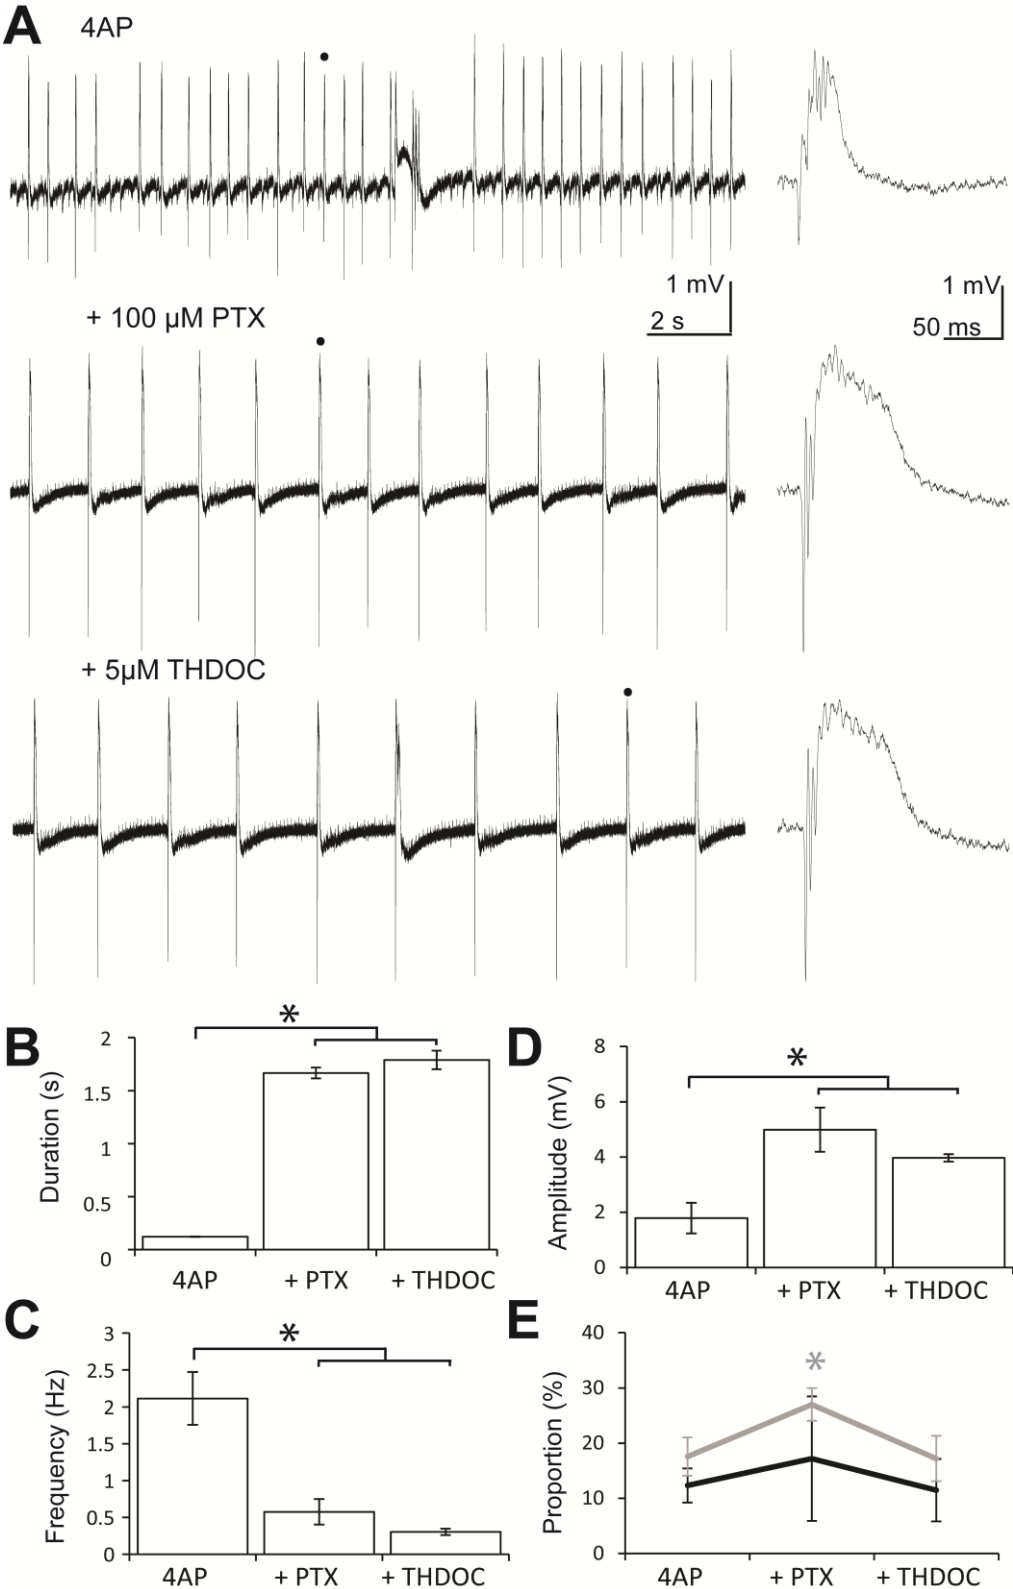 A
4AP
1 mV
2 s
1 mV
50 ms
+ 100 µM PTX
+ 5µM THDOC
B
Duration (s)
2
1.5
1
0.5
0
*
4AP
+ PTX
+ THDOC
D
Amplitude (mV)
8
6
4
2
0
*
4AP
+ PTX
+ THDOC
C
Frequency (Hz)
3
2.5
2
1.5
1
0.5
0
*
4AP
+ PTX
+ THDOC
E
Proportion (%)
40
30
20
10
0
*
4AP
+ PTX
+ THDOC